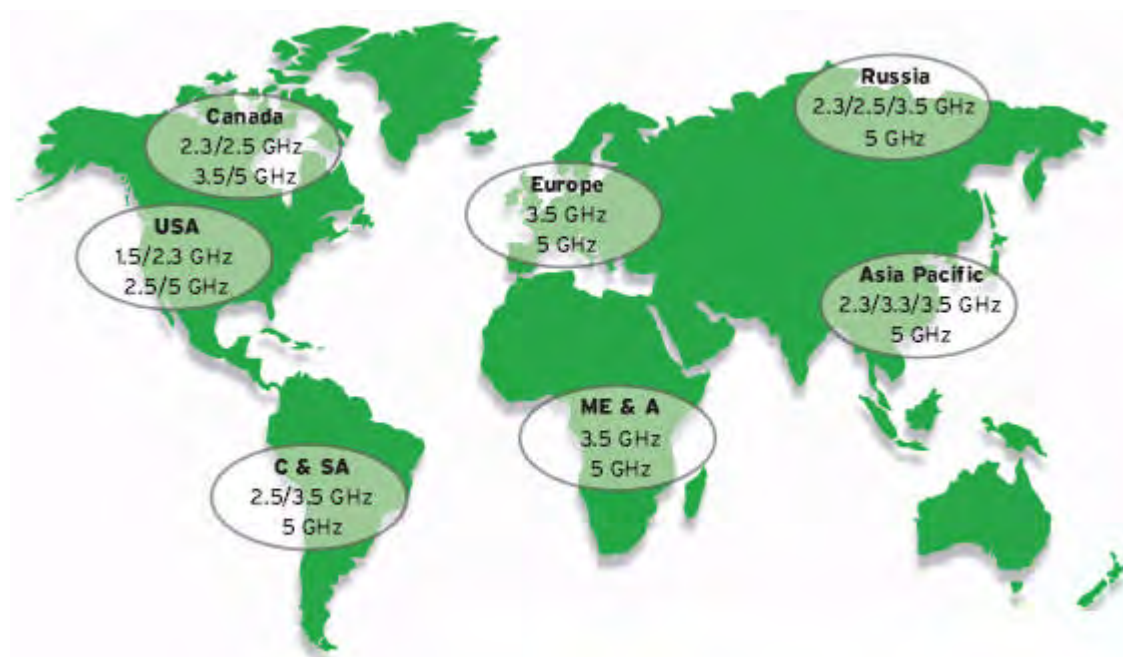 Canada
2.3/2.5 GHz
3.5/5 GHz
USA
1.5/2.3 GHz
2.5/5 GHz
C & SA
2.5/3.5 GHz
5 GHz
Europe
3.5 GHz
5 GHz
ME & A
3.5 GHz
5 GHz
Russia
2.3/2.5/3.5 GHz
5 GHz
Asia Pacific
2.3/3.3/3.5 GHz
5 GHz